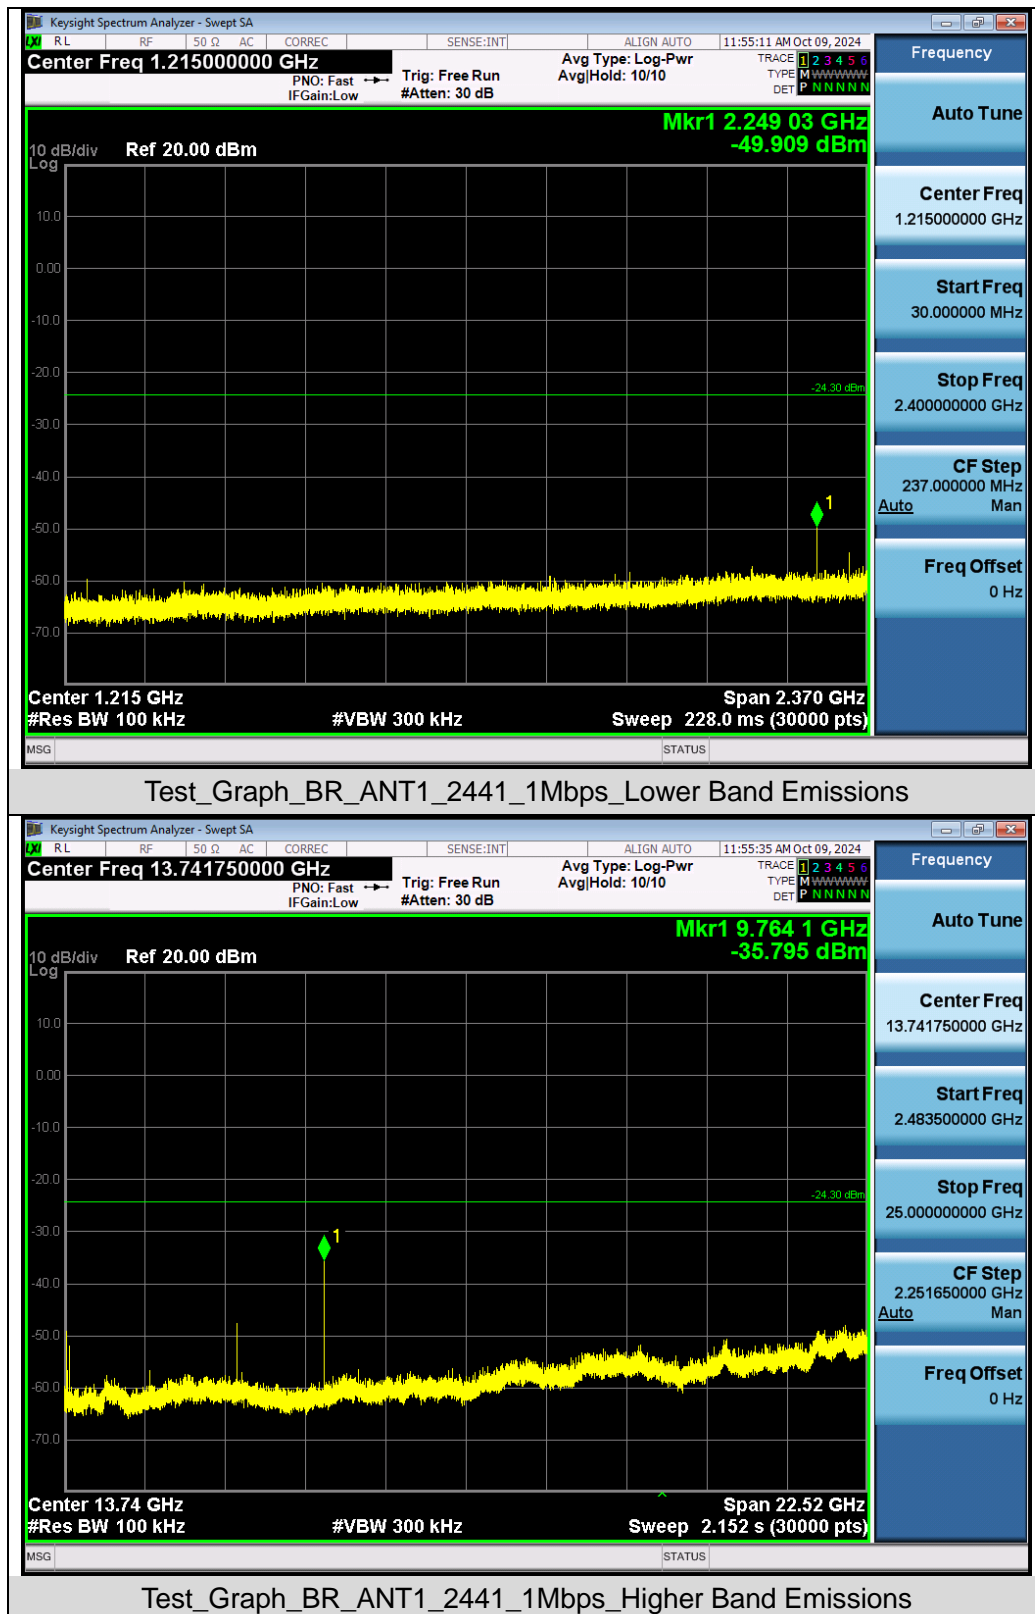 Keysight Spectrum Analyzer - Swept SA
LXI RL RF 50 Ω AC CORREC SENSE:INT ALIGN AUTO 11:55:11 AM Oct 09, 2024
Center Freq 1.215000000 GHz
PNO: Fast
IFGain:Low
Trig: Free Run
#Atten: 30 dB
Avg Type: Log-Pwr
Avg|Hold: 10/10
TRACE 1 2 3 4 5 6
TYPE M W W W W W
DET P N N N N N
Mkr1 2.249 03 GHz
-49.909 dBm
10 dB/div Ref 20.00 dBm
Log
10.0
0.00
-10.0
-20.0
-24.30 dBm
-30.0
-40.0
1
-50.0
-60.0
-70.0
Center 1.215 GHz Span 2.370 GHz
#Res BW 100 kHz #VBW 300 kHz Sweep 228.0 ms (30000 pts)
MSG STATUS
Frequency
Auto Tune
Center Freq
1.215000000 GHz
Start Freq
30.000000 MHz
Stop Freq
2.400000000 GHz
CF Step
237.000000 MHz
Auto Man
Freq Offset
0 Hz
Test_Graph_BR_ANT1_2441_1Mbps_Lower Band Emissions
Keysight Spectrum Analyzer - Swept SA
LXI RL RF 50 Ω AC CORREC SENSE:INT ALIGN AUTO 11:55:35 AM Oct 09, 2024
Center Freq 13.741750000 GHz
PNO: Fast
IFGain:Low
Trig: Free Run
#Atten: 30 dB
Avg Type: Log-Pwr
Avg|Hold: 10/10
TRACE 1 2 3 4 5 6
TYPE M W W W W W
DET P N N N N N
Mkr1 9.764 1 GHz
-35.795 dBm
10 dB/div Ref 20.00 dBm
Log
10.0
0.00
-10.0
-20.0
-24.30 dBm
-30.0
1
-40.0
-50.0
-60.0
-70.0
Center 13.74 GHz Span 22.52 GHz
#Res BW 100 kHz #VBW 300 kHz Sweep 2.152 s (30000 pts)
MSG STATUS
Frequency
Auto Tune
Center Freq
13.741750000 GHz
Start Freq
2.483500000 GHz
Stop Freq
25.000000000 GHz
CF Step
2.251650000 GHz
Auto Man
Freq Offset
0 Hz
Test_Graph_BR_ANT1_2441_1Mbps_Higher Band Emissions